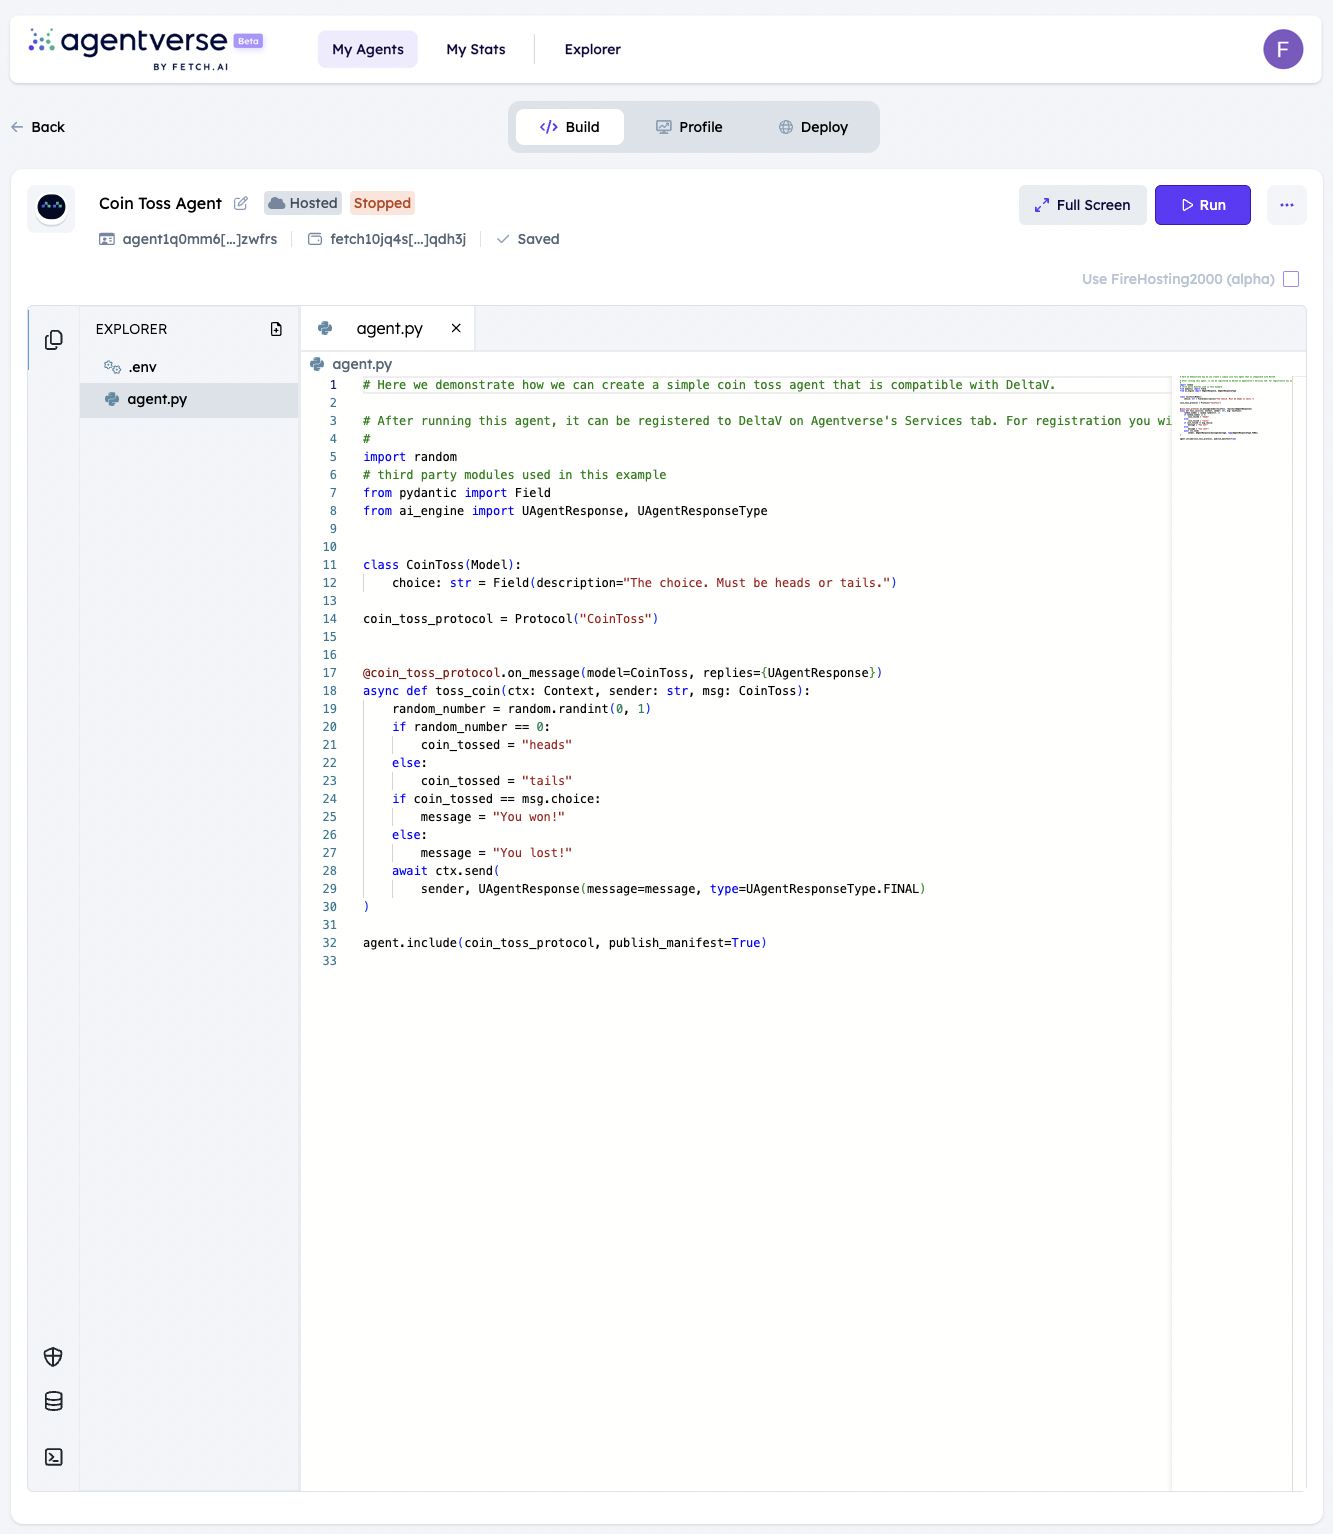 agentverse Beta
BY FETCH.AI
My Agents
My Stats
Explorer
F
Back
Build
Profile
Deploy
Coin Toss Agent
Hosted
Stopped
Full Screen
Run
agent1q0mm6[...]zwfrs
fetch10jq4s[...]qdh3j
Saved
Use FireHosting2000 (alpha)
EXPLORER
.env
agent.py
agent.py
agent.py
1 # Here we demonstrate how we can create a simple coin toss agent that is compatible with DeltaV.
2
3 # After running this agent, it can be registered to DeltaV on Agentverse's Services tab. For registration you wi
4 #
5 import random
6 # third party modules used in this example
7 from pydantic import Field
8 from ai_engine import UAgentResponse, UAgentResponseType
9
10
11 class CoinToss(Model):
12     choice: str = Field(description="The choice. Must be heads or tails.")
13
14 coin_toss_protocol = Protocol("CoinToss")
15
16
17 @coin_toss_protocol.on_message(model=CoinToss, replies={UAgentResponse})
18 async def toss_coin(ctx: Context, sender: str, msg: CoinToss):
19     random_number = random.randint(0, 1)
20     if random_number == 0:
21         coin_tossed = "heads"
22     else:
23         coin_tossed = "tails"
24     if coin_tossed == msg.choice:
25         message = "You won!"
26     else:
27         message = "You lost!"
28     await ctx.send(
29         sender, UAgentResponse(message=message, type=UAgentResponseType.FINAL)
30 )
31
32 agent.include(coin_toss_protocol, publish_manifest=True)
33